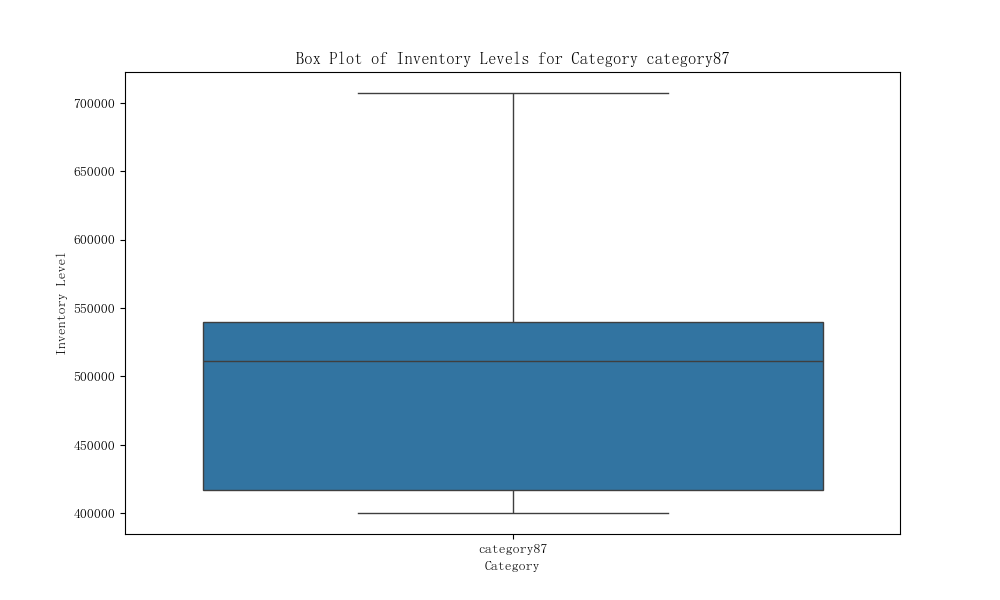 Box Plot of Inventory Levels for Category category87
700000
650000
600000
550000
500000
450000
400000
Inventory Level
category87
Category